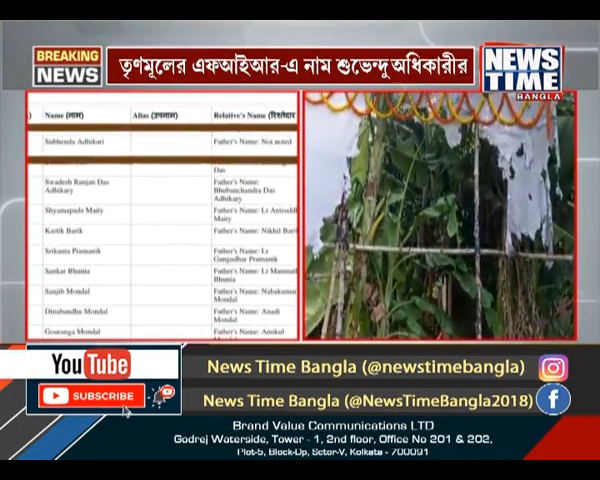 BREAKING
NEWS
তৃণমূলের এফআইআর-এ নাম শুভেন্দু অধিকারীর
NEWS
TIME
BANGLA
Name (नाम) Alias (उपनाम) Relative's Name (रिश्तेदार
Subhendu Adhikari Father's Name: Not noted
Das
Swadesh Ranjan Das Father's Name:
Adhikary Bhubanchandra Das
Adhikary
Shyamapada Maity Father's Name: Lt Aniruddh
Maity
Kartik Barik Father's Name: Nikhil Barik
Srikanta Pramanik Father's Name: Lt
Gangadhar Pramanik
Sankar Bhunia Father's Name: Lt Manmath
Bhunia
Sanjib Mondal Father's Name: Nabakumar
Mondal
Dinabandhu Mondal Father's Name: Anadi
Mondal
Gouranga Mondal Father's Name: Anukul
YouTube
SUBSCRIBE
News Time Bangla (@newstimebangla)
News Time Bangla (@NewsTimeBangla2018)
Brand Value Communications LTD
Godrej Waterside, Tower - 1, 2nd floor, Office No 201 & 202,
Plot-5, Block-Dp, Sctor-V, Kolkata - 700091